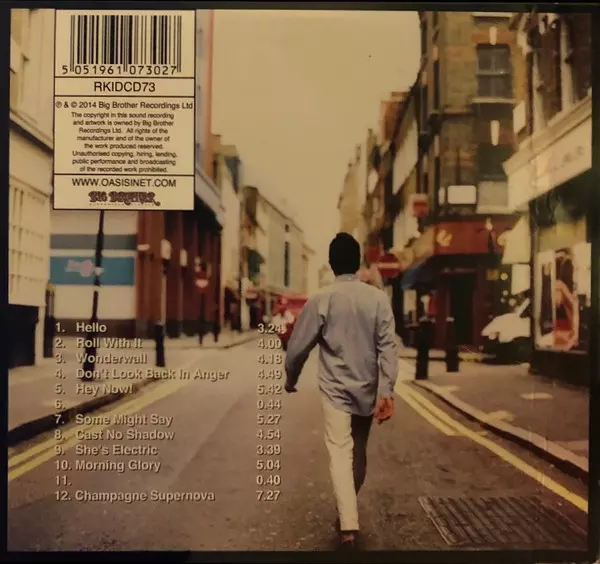 5 051961 073027
RKIDCD73
℗ & © 2014 Big Brother Recordings Ltd
The copyright in this sound recording
and artwork is owned by Big Brother
Recordings Ltd. All rights of the
manufacturer and of the owner of
the work produced reserved.
Unauthorised copying, hiring, lending,
public performance and broadcasting
of the recorded work prohibited.
WWW.OASISINET.COM
BIG BROTHER
1. Hello 3.24
2. Roll With It 4.00
3. Wonderwall 4.18
4. Don't Look Back In Anger 4.49
5. Hey Now! 5.42
6. 0.44
7. Some Might Say 5.27
8. Cast No Shadow 4.54
9. She's Electric 3.39
10. Morning Glory 5.04
11. 0.40
12. Champagne Supernova 7.27